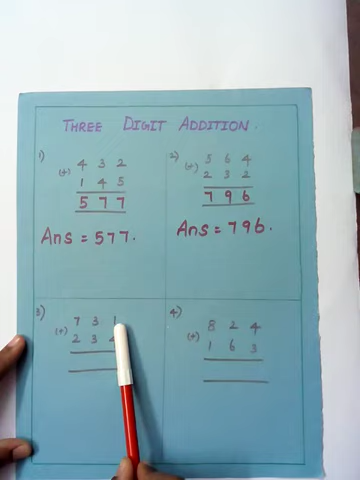 THREE DIGIT ADDITION.
1)
4 3 2
(+)
1 4 5
5 7 7
Ans = 577.
2)
5 6 4
(+)
2 3 2
7 9 6
Ans = 796.
3)
7 3 1
(+)
2 3
4)
8 2 4
(+)
1 6 3